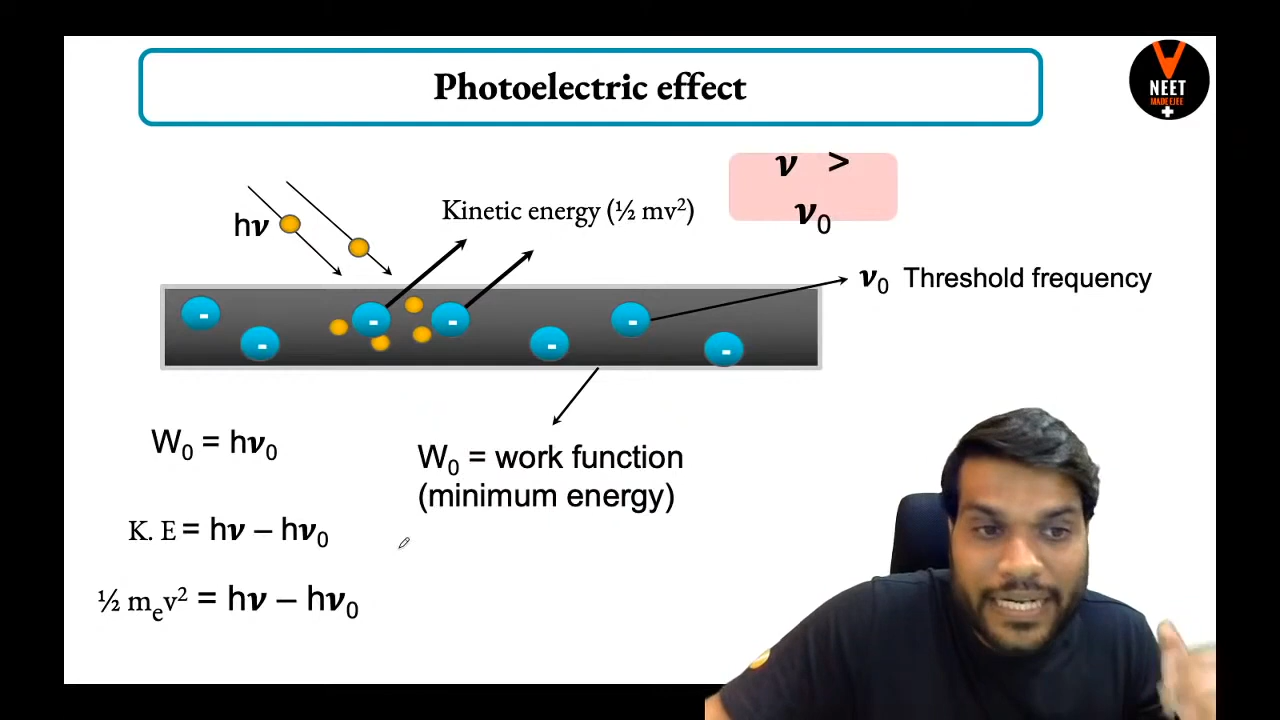 Photoelectric effect
NEET
MADE EJEE
ν >
ν₀
Kinetic energy (½ mv²)
hν
ν₀ Threshold frequency
-
-
-
-
-
-
-
W₀ = hν₀
W₀ = work function
(minimum energy)
K. E = hν – hν₀
½ mₑv² = hν – hν₀